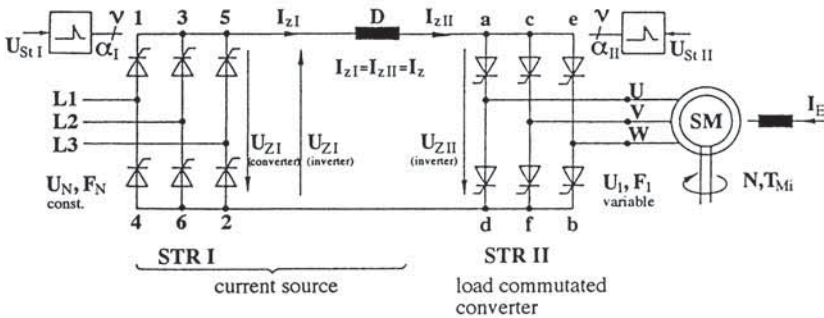 ν 1 3 5 I_zI D I_zII a c e ν
U_St I α_I α_II U_St II
I_zI=I_zII=I_z
L1 U
L2 V SM I_E
L3 W
U_ZI (converter) U_ZI (inverter) U_ZII (inverter)
U_N, F_N const. U_1, F_1 variable N,T_Mi
4 6 2 d f b
STR I STR II
current source load commutated
converter